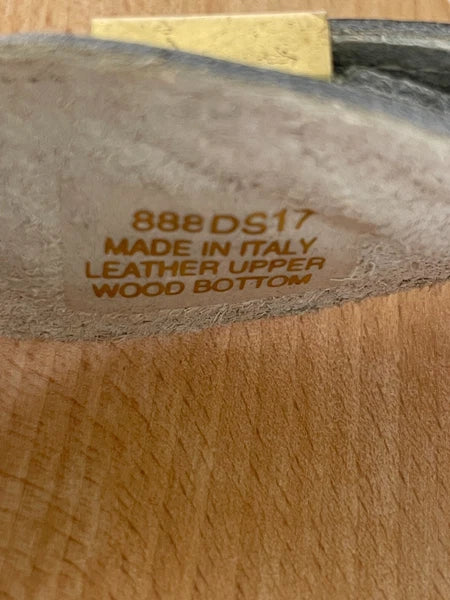 888DS17
MADE IN ITALY
LEATHER UPPER
WOOD BOTTOM